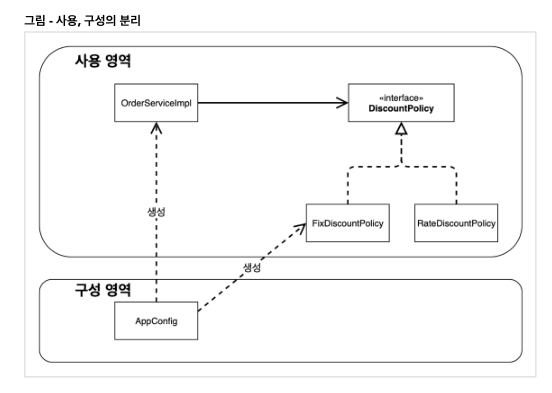 그림 - 사용, 구성의 분리
사용 영역
OrderServiceImpl
«interface»
DiscountPolicy
생성
FixDiscountPolicy
RateDiscountPolicy
생성
구성 영역
AppConfig